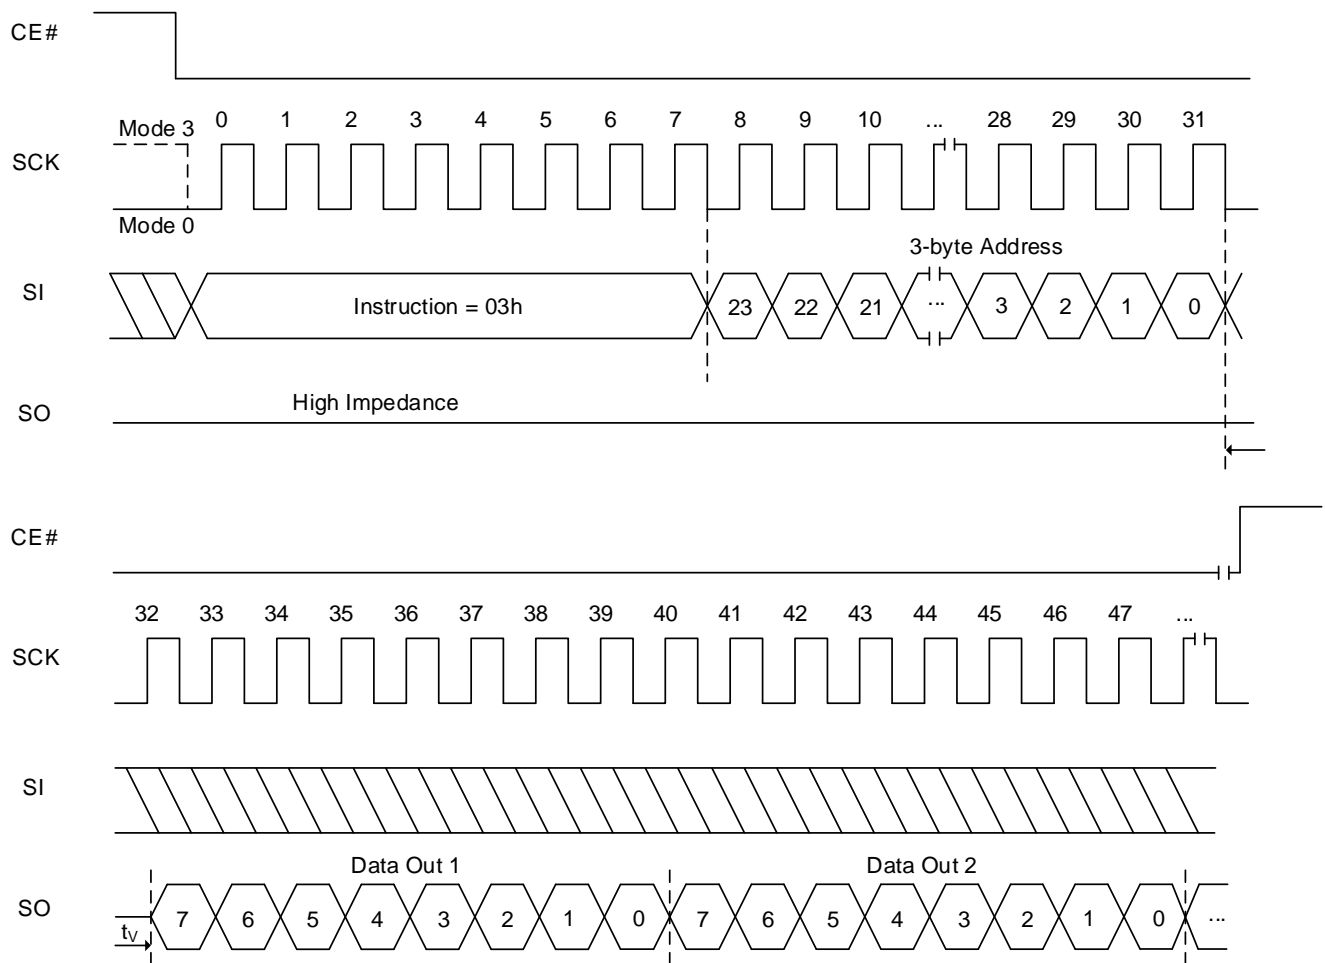 CE#
Mode 3 0 1 2 3 4 5 6 7 8 9 10 ... 28 29 30 31
SCK
Mode 0
3-byte Address
SI
Instruction = 03h 23 22 21 ... 3 2 1 0
SO
High Impedance
CE#
32 33 34 35 36 37 38 39 40 41 42 43 44 45 46 47 ...
SCK
SI
Data Out 1 Data Out 2
SO
7 6 5 4 3 2 1 0 7 6 5 4 3 2 1 0 ...
tV